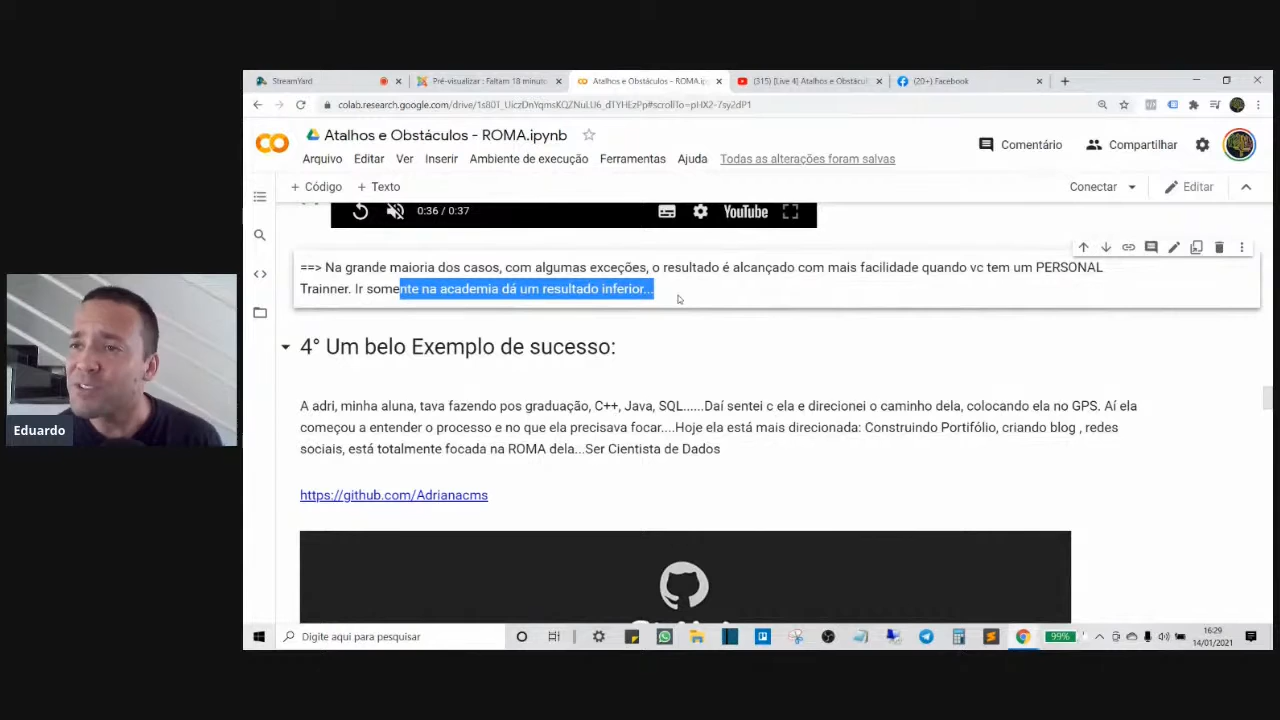 StreamYard
Pré-visualizar : Faltam 18 minuto
Atalhos e Obstáculos - ROMA.ip
(315) [Live 4] Atalhos e Obstácul
(20+) Facebook
Atalhos e Obstáculos - ROMA.ipynb
Comentário
Compartilhar
Arquivo Editar Ver Inserir Ambiente de execução Ferramentas Ajuda Todas as alterações foram salvas
+ Código + Texto
Conectar
Editar
0:36 / 0:37
YouTube
==> Na grande maioria dos casos, com algumas exceções, o resultado é alcançado com mais facilidade quando vc tem um PERSONAL
Trainner. Ir somente na academia dá um resultado inferior...
4° Um belo Exemplo de sucesso:
A adri, minha aluna, tava fazendo pos graduação, C++, Java, SQL......Daí sentei c ela e direcionei o caminho dela, colocando ela no GPS. Aí ela
começou a entender o processo e no que ela precisava focar....Hoje ela está mais direcionada: Construindo Portifólio, criando blog , redes
sociais, está totalmente focada na ROMA dela...Ser Cientista de Dados
https://github.com/Adrianacms
Eduardo
Digite aqui para pesquisar
99%
16:29
14/01/2021